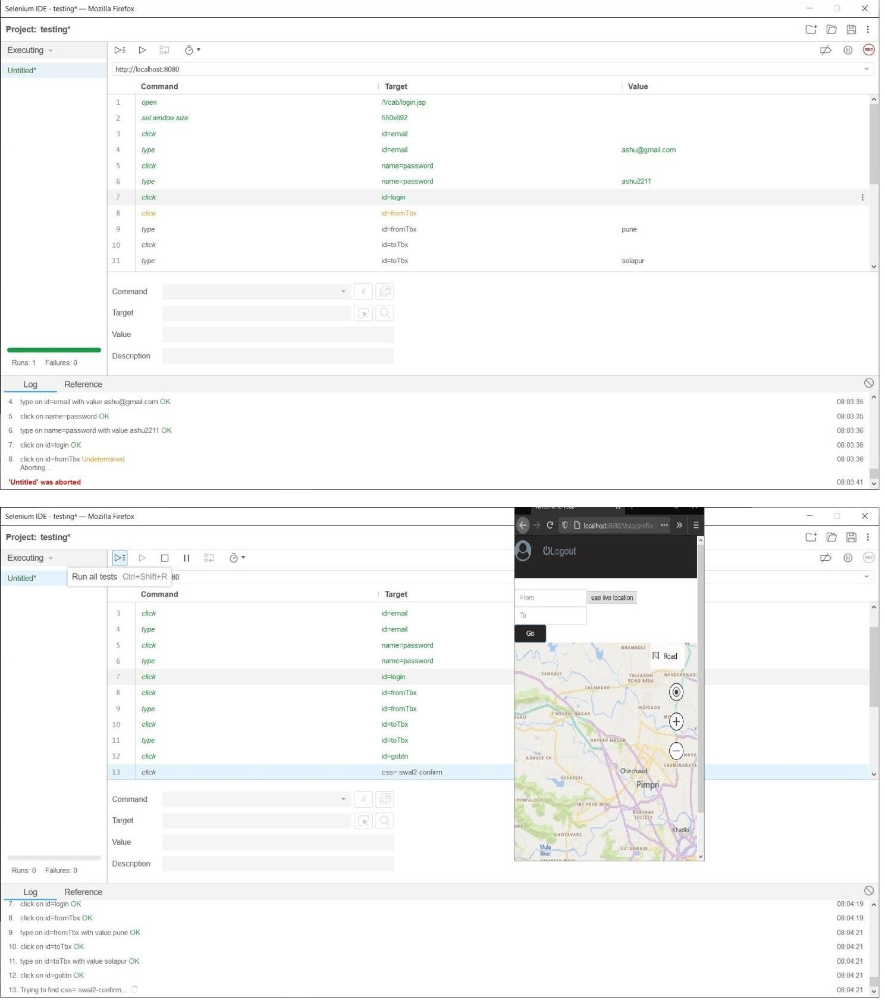 Selenium IDE - testing* — Mozilla Firefox
Project: testing*
Executing
Untitled*
http://localhost:8080
Command Target Value
1 open /Vcab/login.jsp
2 set window size 550x692
3 click id=email
4 type id=email ashu@gmail.com
5 click name=password
6 type name=password ashu2211
7 click id=login
8 click id=fromTbx
9 type id=fromTbx pune
10 click id=toTbx
11 type id=toTbx solapur
Command //
Target
Value
Description
Runs: 1 Failures: 0
Log Reference
4. type on id=email with value ashu@gmail.com OK 08:03:35
5. click on name=password OK 08:03:35
6. type on name=password with value ashu2211 OK 08:03:36
7. click on id=login OK 08:03:36
8. click on id=fromTbx Undetermined 08:03:36
Aborting...
'Untitled' was aborted 08:03:41
REC
Selenium IDE - testing* — Mozilla Firefox
Project: testing*
Executing
Untitled*
Run all tests Ctrl+Shift+R 80
REC
Command Target
3 click id=email
4 type id=email
5 click name=password
6 type name=password
7 click id=login
8 click id=fromTbx
9 type id=fromTbx
10 click id=toTbx
11 type id=toTbx
12 click id=gobtn
13 click css=.swal2-confirm
Command //
Target
Value
Description
Runs: 0 Failures: 0
Welcome to Vcab
localhost:8080/Vcab/profile
Logout
From use live location
To
Go
BHAMBOLI
Road
SANGAVI
TALEGAON
ROAD AREA
SAI NAGAR
MOIGAON
CHOURAI NAGAR
BAPDEV NAGAR
ADHALE KH
LAKMINABAYA
KASARSAI
Chinchwad
Pimpri
PIMPALOLI
ITBT PARK MIDC
RAKSHAK
SOCIETY
Khadki
GHOTAVADE
Mula
River
SUTARWADI
Log Reference
7. click on id=login OK 08:04:19
8. click on id=fromTbx OK 08:04:19
9. type on id=fromTbx with value pune OK 08:04:21
10. click on id=toTbx OK 08:04:21
11. type on id=toTbx with value solapur OK 08:04:21
12. click on id=gobtn OK 08:04:21
13. Trying to find css=.swal2-confirm... 08:04:21